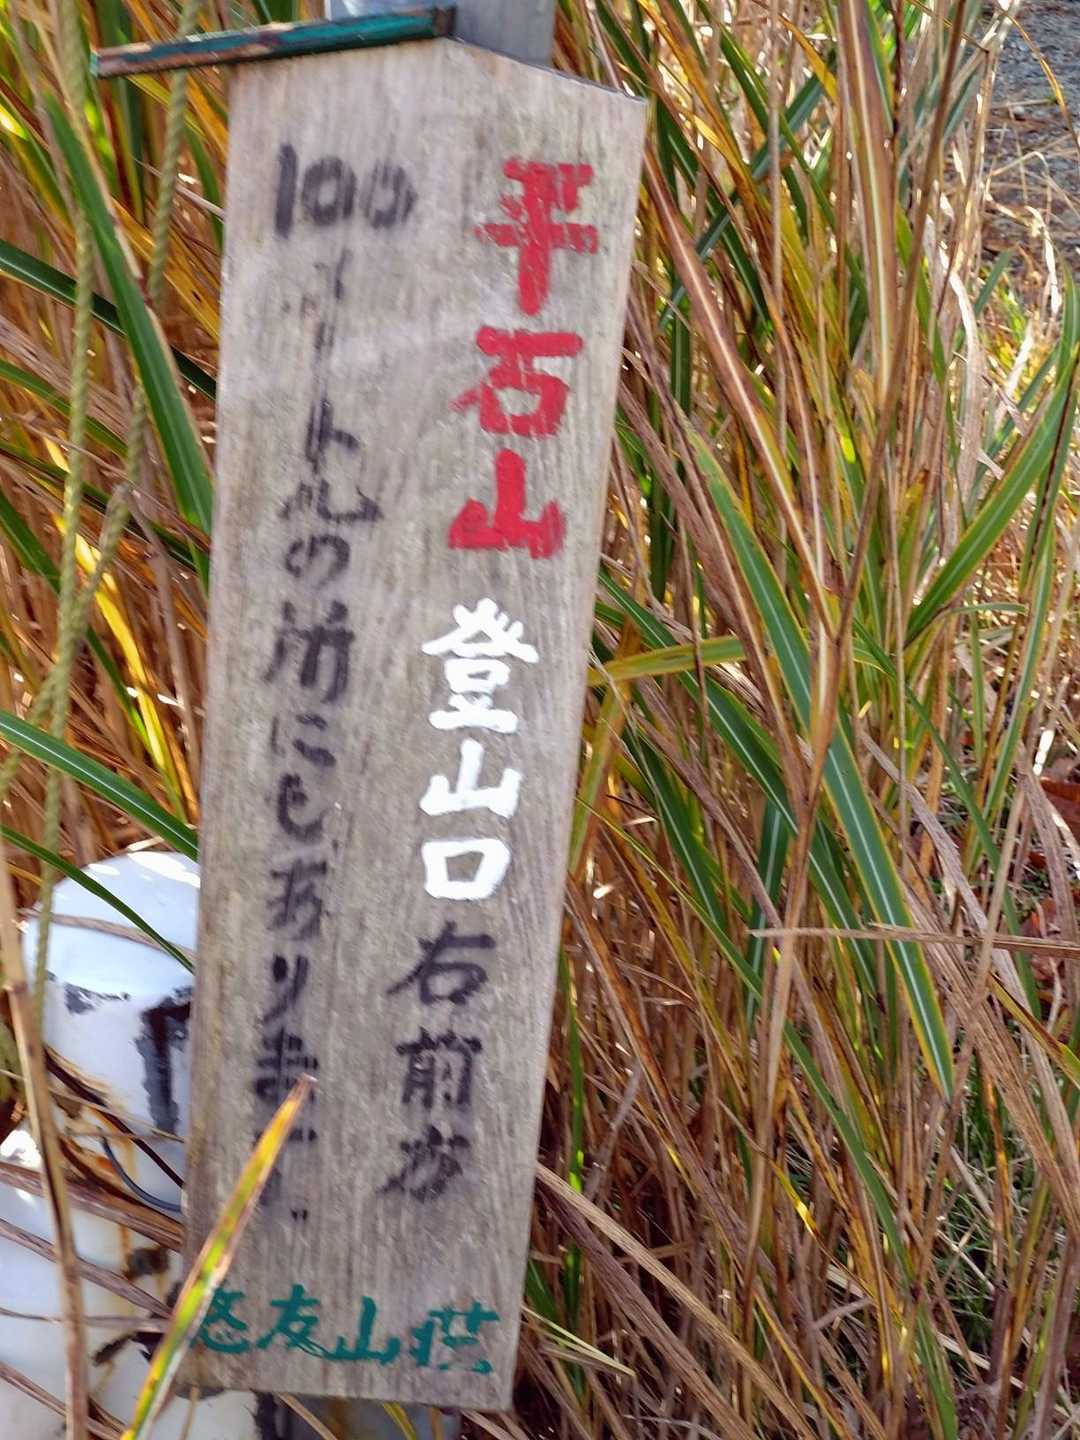 平石山 登山口 右前方
100メートルの所にもあります。
悠友山荘